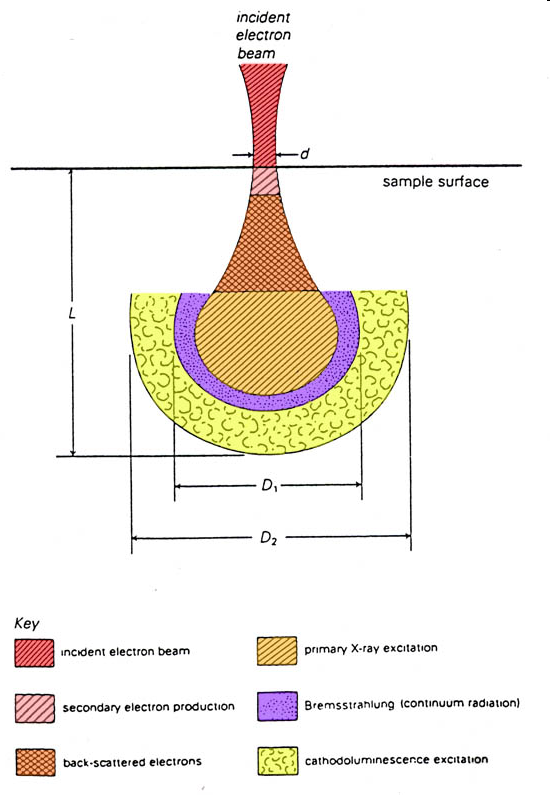 incident
electron
beam
d
sample surface
L
D₁
D₂
Key
incident electron beam
primary X-ray excitation
secondary electron production
Bremsstrahlung (continuum radiation)
back-scattered electrons
cathodoluminescence excitation